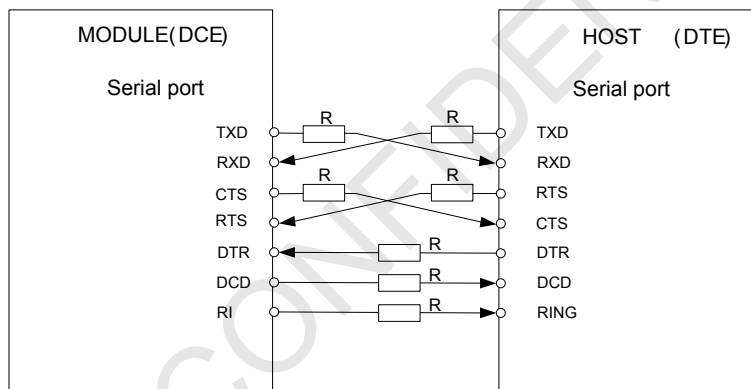 MODULE(DCE)
HOST (DTE)
Serial port
Serial port
R
R
TXD
TXD
RXD
RXD
R
R
CTS
RTS
RTS
CTS
DTR
R
DTR
DCD
R
DCD
RI
R
RING
CONFIDEN